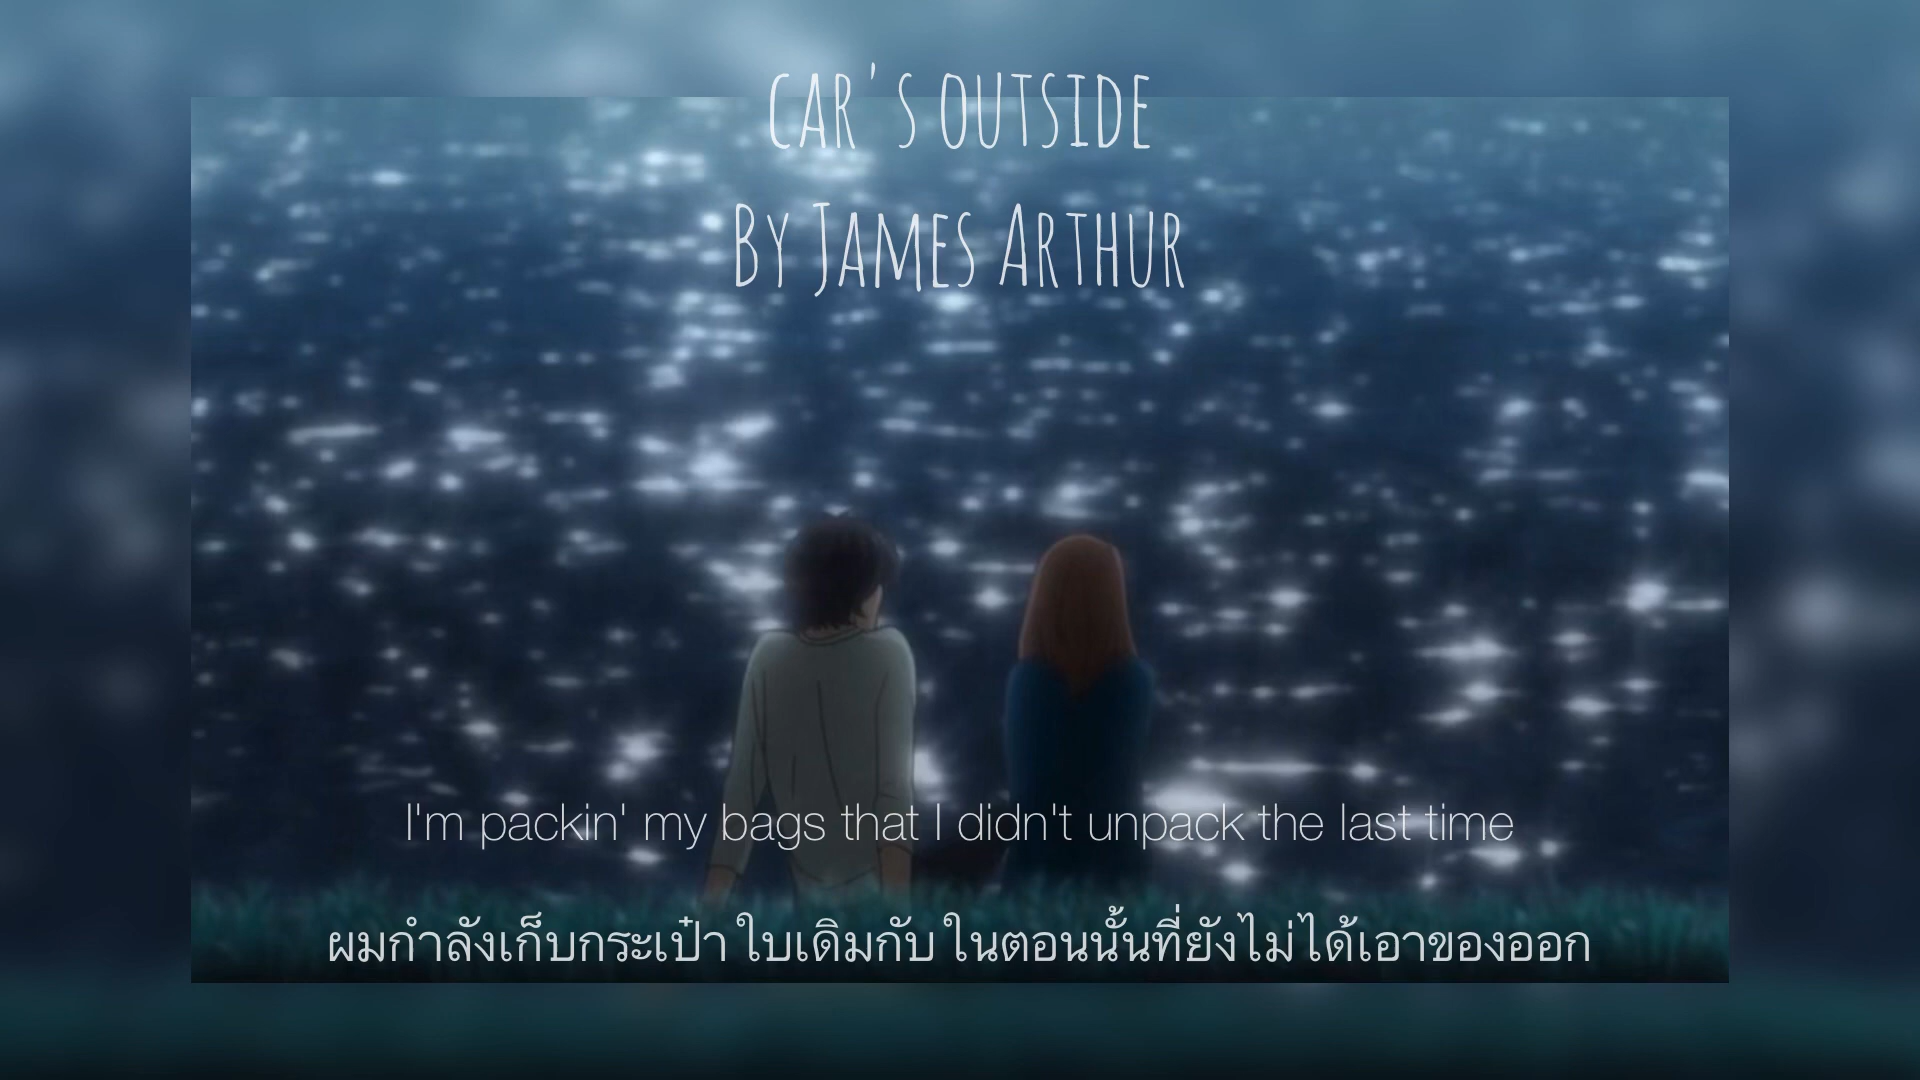 CAR'S OUTSIDE
BY JAMES ARTHUR
I'm packin' my bags that I didn't unpack the last time
ผมกำลังเก็บกระเป๋า ใบเดิมกับ ในตอนนั้นที่ยังไม่ได้เอาของออก